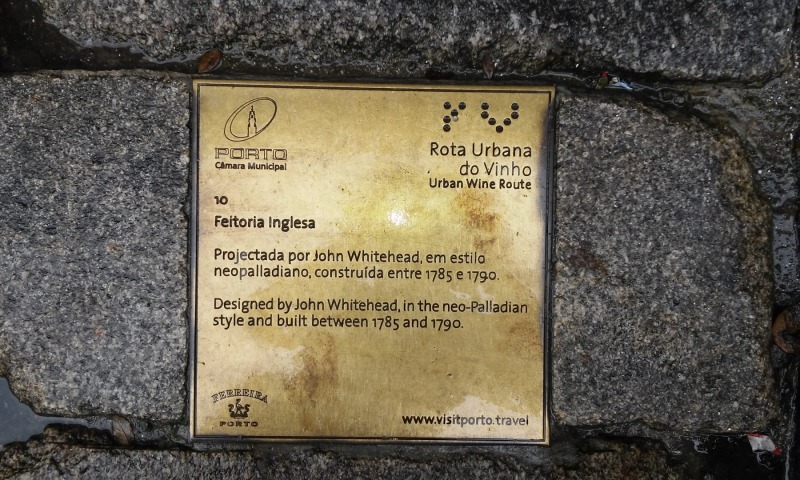 PORTO
Câmara Municipal
Rota Urbana
do Vinho
Urban Wine Route
10
Feitoria Inglesa
Projectada por John Whitehead, em estilo
neopalladiano, construída entre 1785 e 1790.
Designed by John Whitehead, in the neo-Palladian
style and built between 1785 and 1790.
FERREIRA
PORTO
www.visitporto.travel